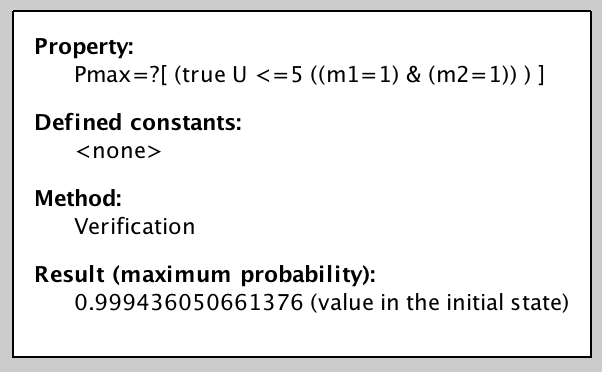 Property:
Pmax=?[ (true U <=5 ((m1=1) & (m2=1)) ) ]
Defined constants:
<none>
Method:
Verification
Result (maximum probability):
0.999436050661376 (value in the initial state)